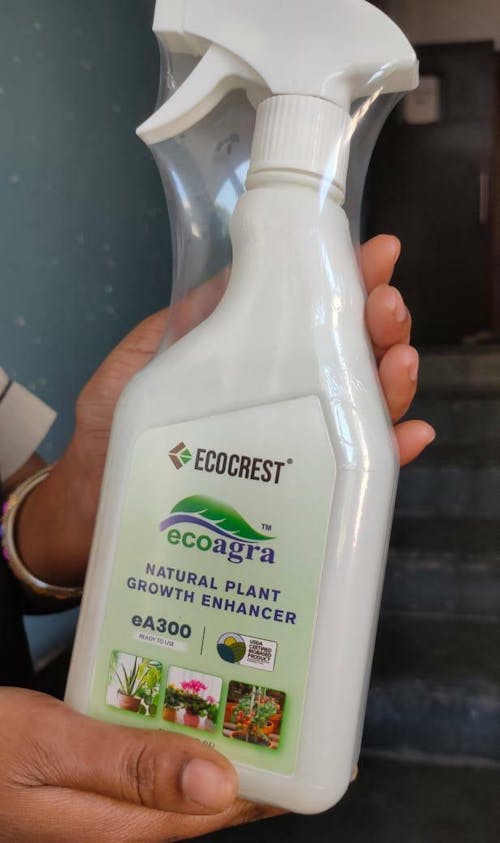 ECOCREST®
ecoagra™
NATURAL PLANT
GROWTH ENHANCER
eA300
READY TO USE
USDA
CERTIFIED
BIOBASED
PRODUCT